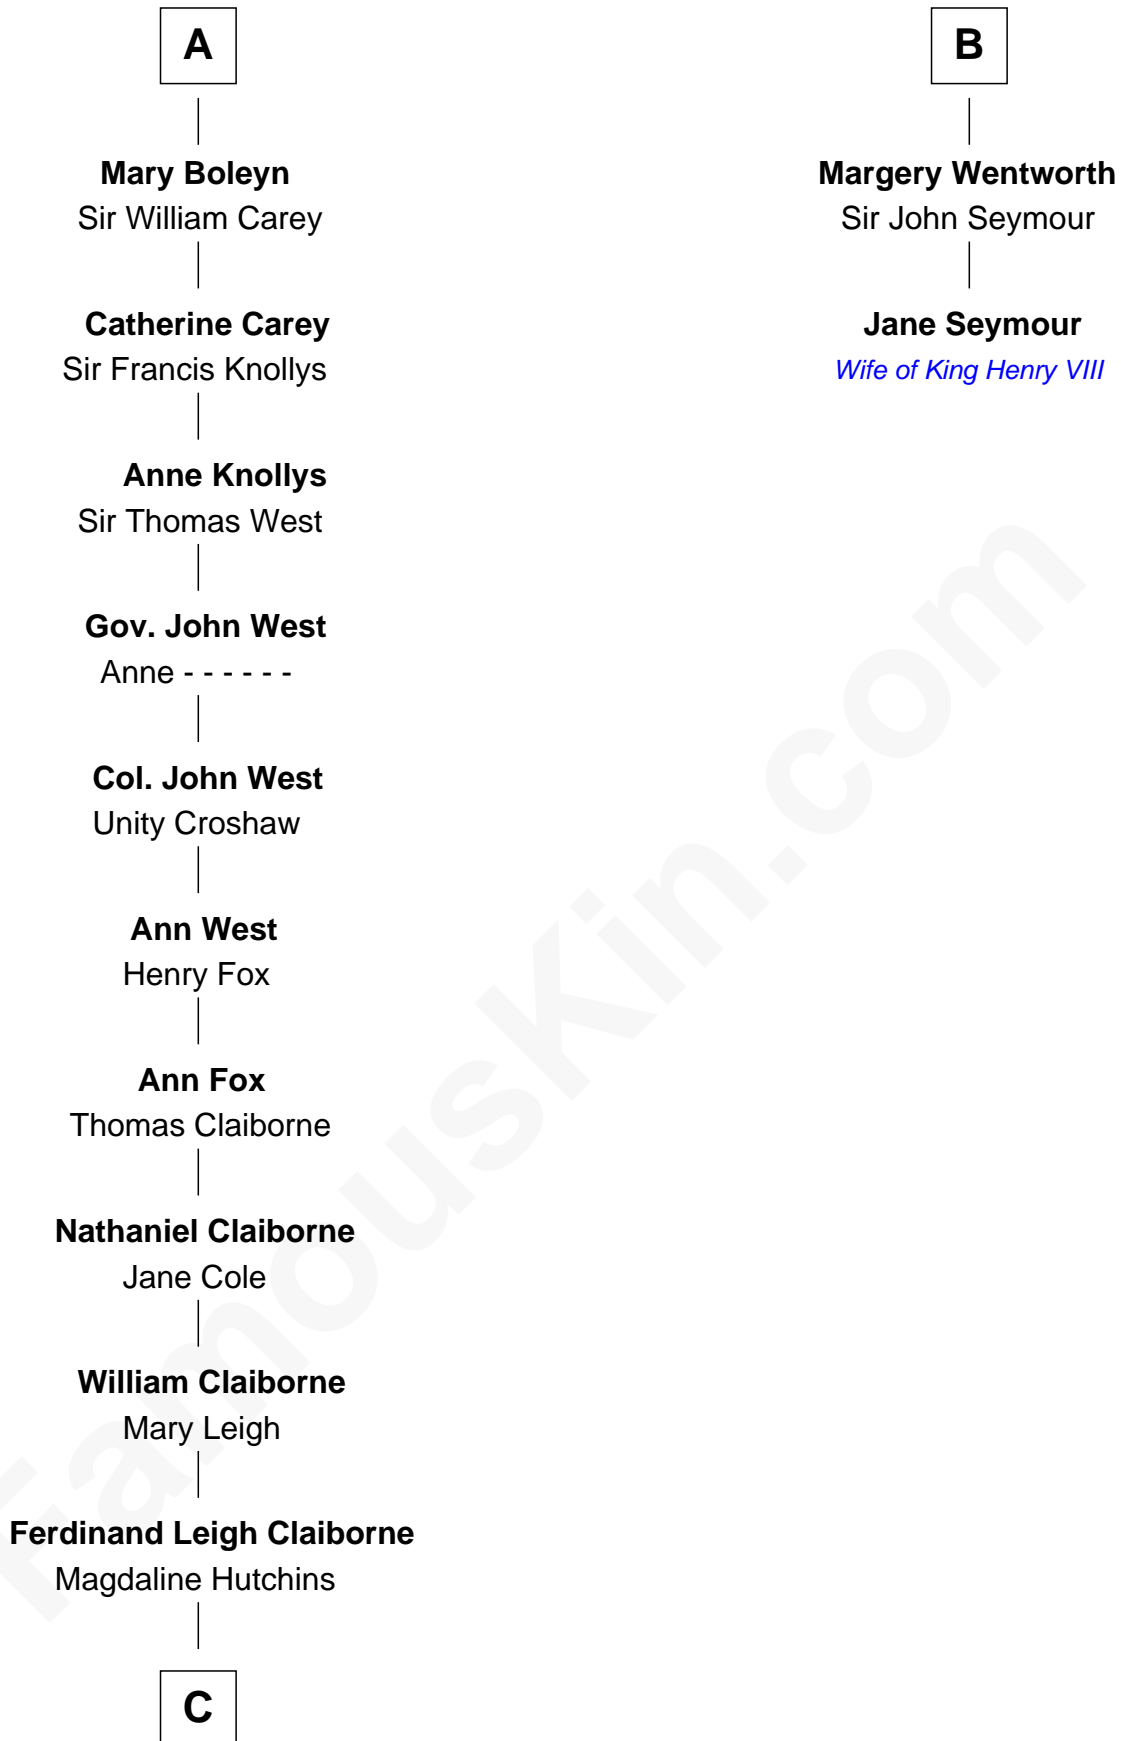 A
Mary Boleyn
Sir William Carey
Catherine Carey
Sir Francis Knollys
Anne Knollys
Sir Thomas West
Gov. John West
Anne - - - - - -
Col. John West
Unity Croshaw
Ann West
Henry Fox
Ann Fox
Thomas Claiborne
Nathaniel Claiborne
Jane Cole
William Claiborne
Mary Leigh
Ferdinand Leigh Claiborne
Magdaline Hutchins
C
B
Margery Wentworth
Sir John Seymour
Jane Seymour
Wife of King Henry VIII
FamousKin.com